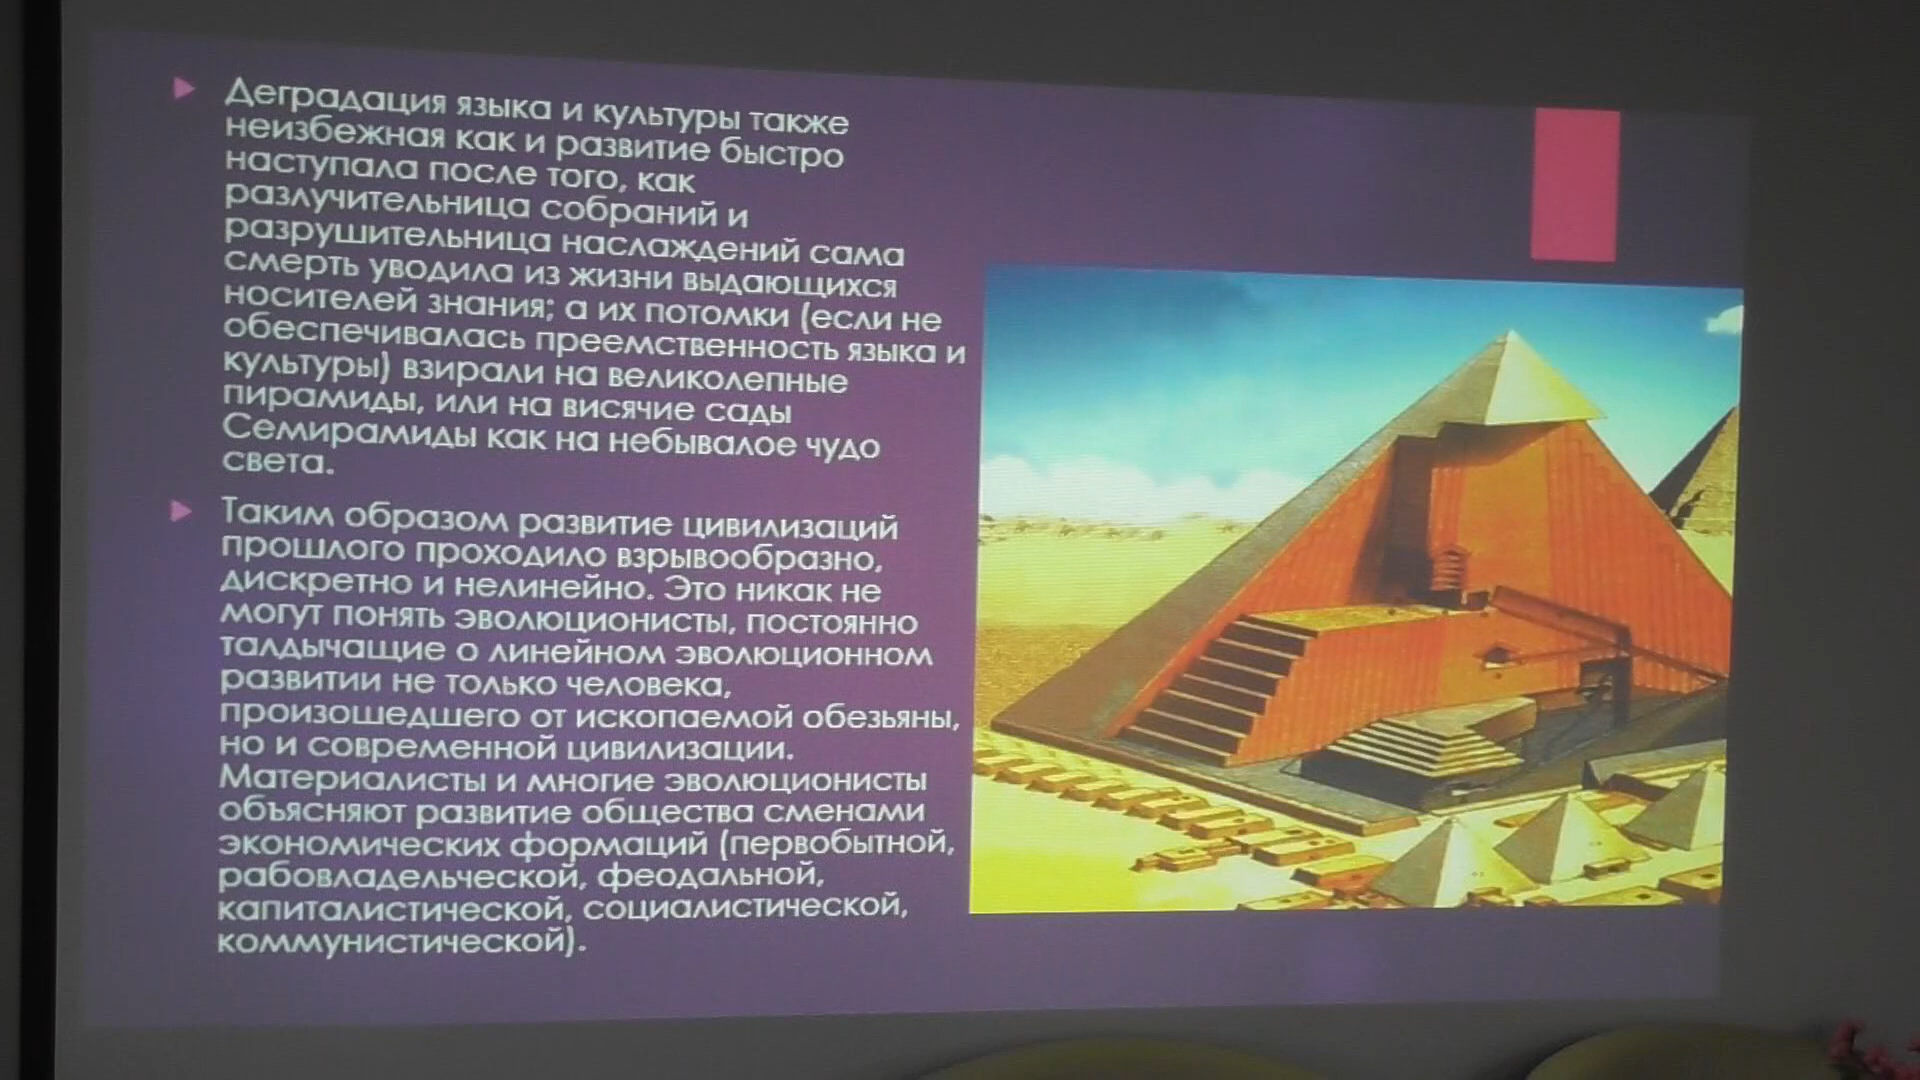 Деградация языка и культуры также
неизбежная как и развитие быстро
наступала после того, как
разлучительница собраний и
разрушительница наслаждений сама
смерть уводила из жизни выдающихся
носителей знания; а их потомки (если не
обеспечивалась преемственность языка и
культуры) взирали на великолепные
пирамиды, или на висячие сады
Семирамиды как на небывалое чудо
света.
Таким образом развитие цивилизаций
прошлого проходило взрывообразно,
дискретно и нелинейно. Это никак не
могут понять эволюционисты, постоянно
талдычащие о линейном эволюционном
развитии не только человека,
произошедшего от ископаемой обезьяны,
но и современной цивилизации.
Материалисты и многие эволюционисты
объясняют развитие общества сменами
экономических формаций (первобытной,
рабовладельческой, феодальной,
капиталистической, социалистической,
коммунистической).